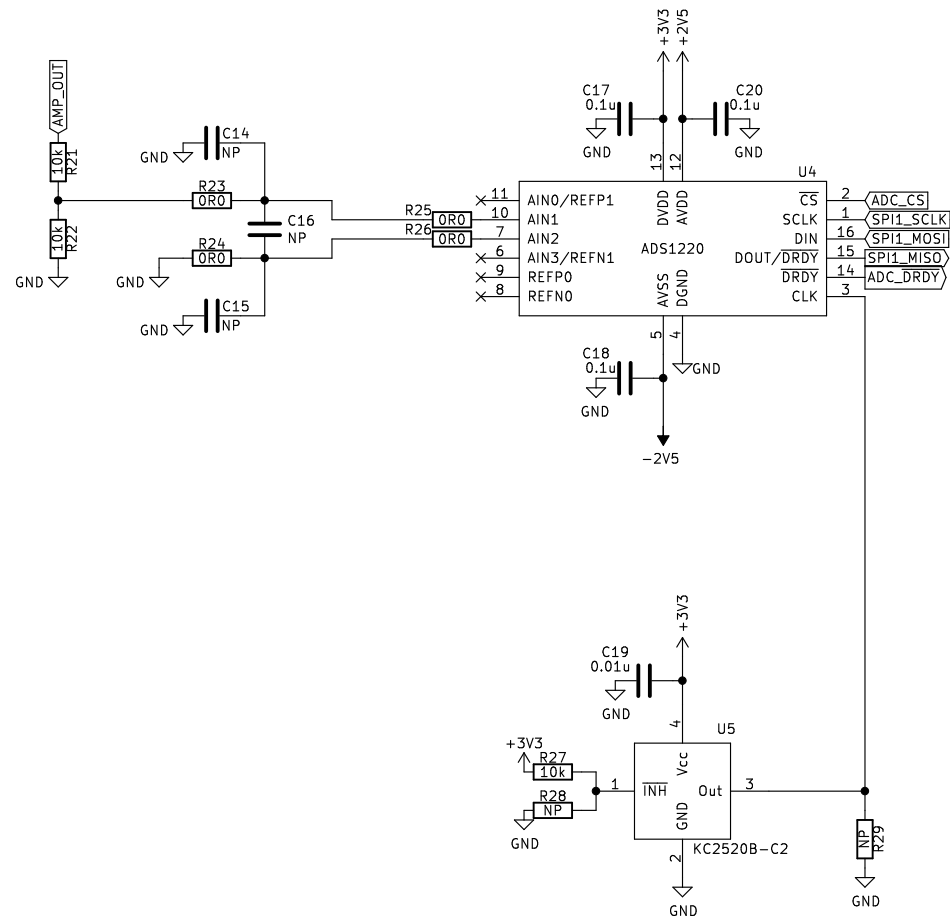 +3V3
+2V5
C17
0.1u
C20
0.1u
GND
GND
AMP_OUT
10k
R21
C14
NP
GND
13
12
U4
R23
0R0
11
AIN0/REFP1
DVDD
AVDD
CS
2
ADC_CS
C16
NP
R25
0R0
10
AIN1
SCLK
1
SPI1_SCLK
10k
R22
R26
0R0
7
AIN2
DIN
16
SPI1_MOSI
R24
0R0
ADS1220
6
AIN3/REFN1
DOUT/DRDY
15
SPI1_MISO
GND
GND
9
REFP0
DRDY
14
ADC_DRDY
8
REFN0
AVSS
DGND
CLK
3
C15
NP
GND
5
4
C18
0.1u
GND
GND
-2V5
+3V3
C19
0.01u
GND
4
U5
+3V3
R27
10k
Vcc
1
INH
Out
3
R28
NP
GND
GND
NP
R29
2
KC2520B-C2
GND
GND